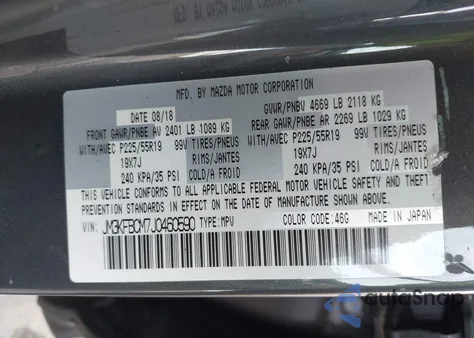 MFD. BY MAZDA MOTOR CORPORATION
DATE 08/18 GVWR/PNBV 4669 LB 2118 KG
FRONT GAWR/PNBE AV 2401 LB 1089 KG REAR GAWR/PNBE AR 2269 LB 1029 KG
WITH/AVEC P225/55R19 99V TIRES/PNEUS WITH/AVEC P225/55R19 99V TIRES/PNEUS
19X7J RIMS/JANTES 19X7J RIMS/JANTES
240 KPA/35 PSI COLD/A FROID 240 KPA/35 PSI COLD/A FROID
THIS VEHICLE CONFORMS TO ALL APPLICABLE FEDERAL MOTOR VEHICLE SAFETY AND THEFT
PREVENTION STANDARDS IN EFFECT ON THE DATE OF MANUFACTURE SHOWN ABOVE.
VIN: JM3KFBCM7J0460590 TYPE:MPV COLOR CODE:46G MADE IN JAPAN
autoSnap